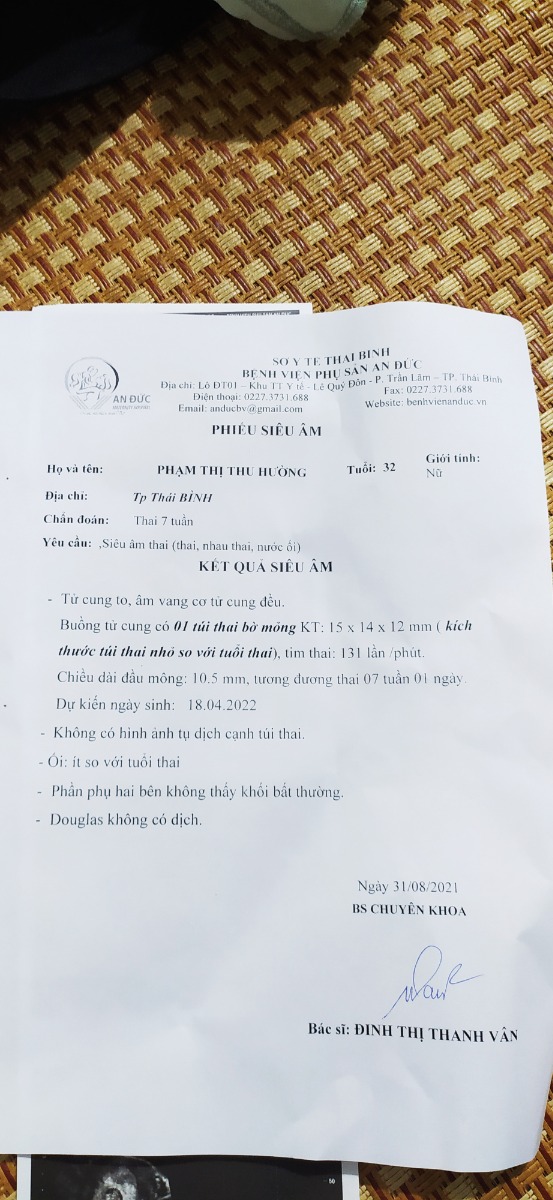 SỞ Y TẾ THÁI BÌNH
BỆNH VIỆN PHỤ SẢN AN ĐỨC
Địa chỉ: Lô ĐT01 – Khu TT Y tế - Lê Quý Đôn - P. Trần Lãm – TP. Thái Bình
Điện thoại: 0227.3731.688 Fax: 0227.3731.688
Email: anducbv@gmail.com Website: benhvienanduc.vn
AN ĐỨC
PHIẾU SIÊU ÂM
Họ và tên: PHẠM THỊ THU HƯỜNG Tuổi: 32 Giới tính: Nữ
Địa chỉ: Tp Thái BÌNH
Chẩn đoán: Thai 7 tuần
Yêu cầu: ,Siêu âm thai (thai, nhau thai, nước ối)
KẾT QUẢ SIÊU ÂM
- Tử cung to, âm vang cơ tử cung đều.
Buồng tử cung có 01 túi thai bờ mỏng KT: 15 x 14 x 12 mm ( kích
thước túi thai nhỏ so với tuổi thai), tim thai: 131 lần /phút.
Chiều dài đầu mông: 10.5 mm, tương đương thai 07 tuần 01 ngày.
Dự kiến ngày sinh: 18.04.2022
- Không có hình ảnh tụ dịch cạnh túi thai.
- Ối: ít so với tuổi thai
- Phần phụ hai bên không thấy khối bất thường.
- Douglas không có dịch.
Ngày 31/08/2021
BS CHUYÊN KHOA
Bác sĩ: ĐINH THỊ THANH VÂN